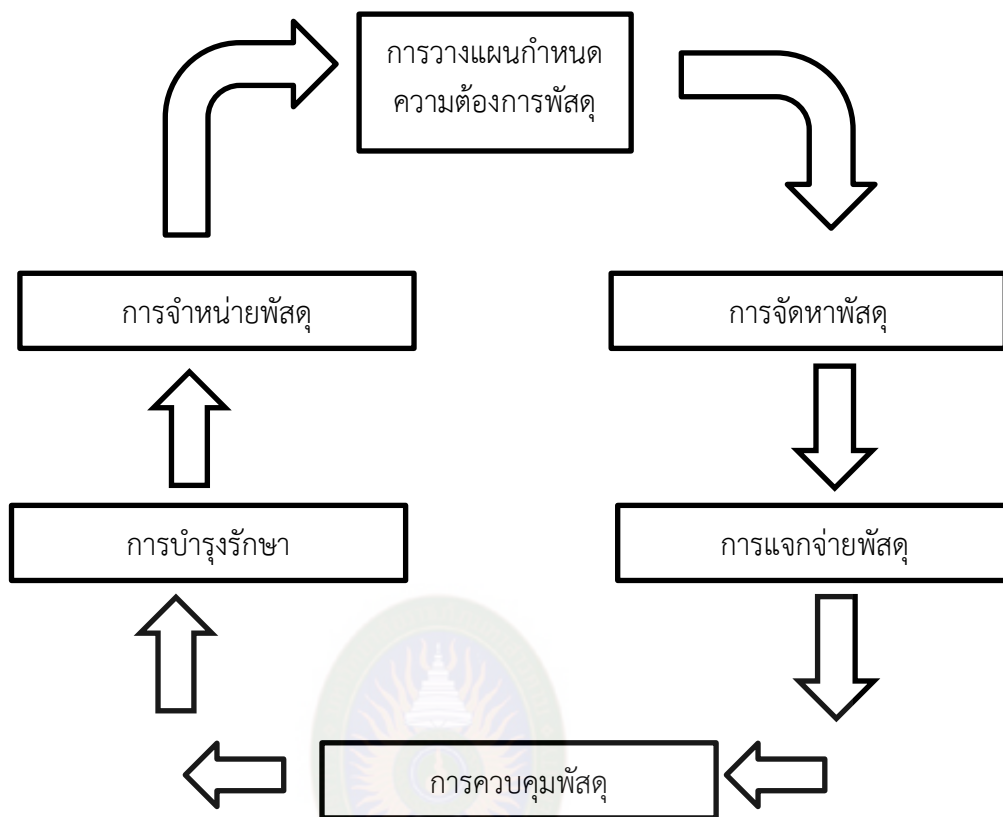 การวางแผนกำหนด
ความต้องการพัสดุ
การจัดหาพัสดุ
การแจกจ่ายพัสดุ
การควบคุมพัสดุ
การบำรุงรักษา
การจำหน่ายพัสดุ